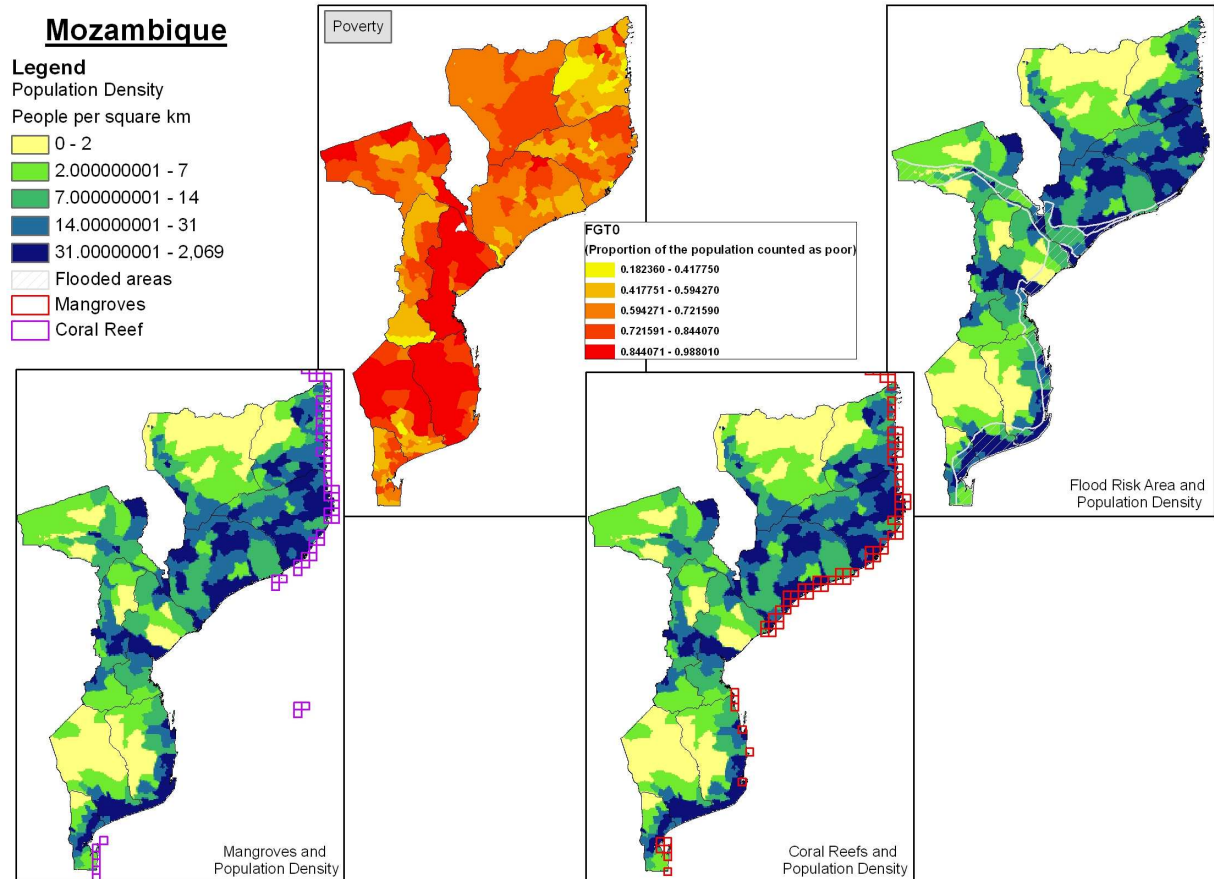 Mozambique
Legend
Population Density
People per square km
0 - 2
2.000000001 - 7
7.00000001 - 14
14.00000001 - 31
31.00000001 - 2,069
Flooded areas
Mangroves
Coral Reef
Poverty
FGT0
(Proportion of the population counted as poor)
0.182360 - 0.417750
0.417751 - 0.594270
0.594271 - 0.721590
0.721591 - 0.844070
0.844071 - 0.988010
Flood Risk Area and
Population Density
Mangroves and
Population Density
Coral Reefs and
Population Density